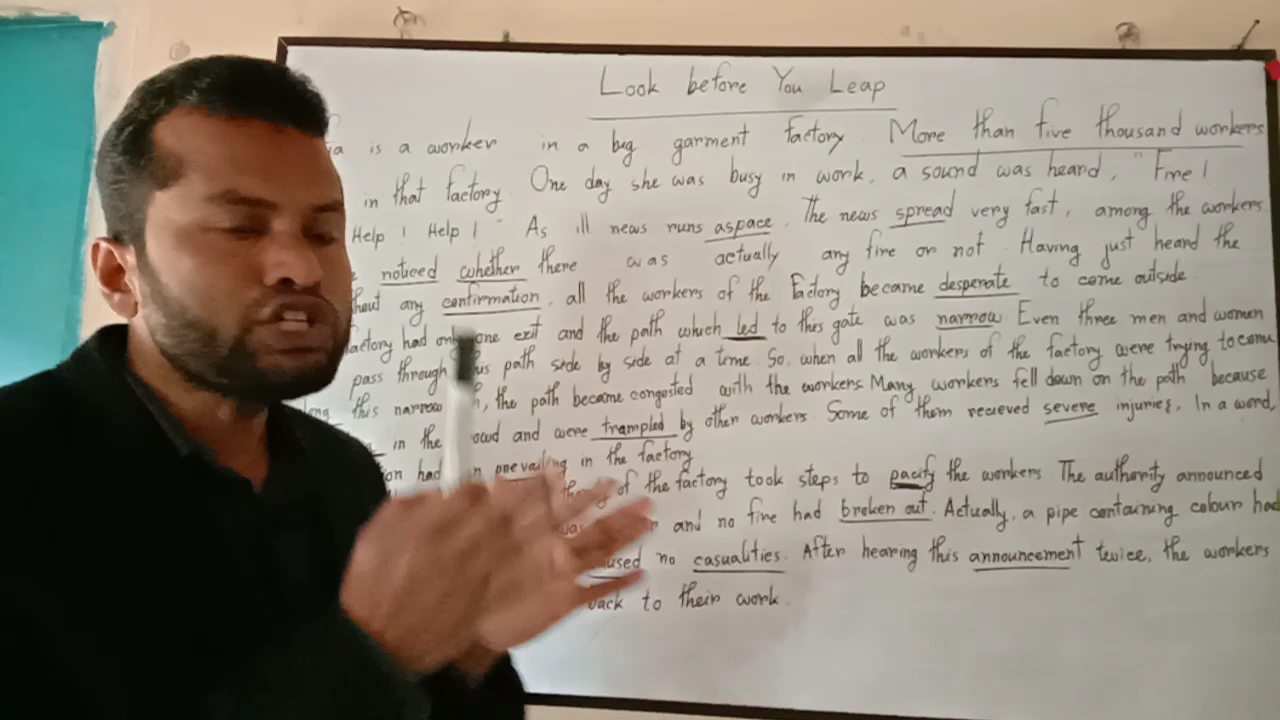 Look before You Leap
is a worker in a big garment factory. More than five thousand workers
in that factory. One day she was busy in work, a sound was heard, "Fire!
Help! Help!" As ill news runs aspace. The news spread very fast, among the workers.
noticed whether there was actually any fire or not. Having just heard the
any confirmation, all the workers of the Factory became desperate to come outside.
factory had only one exit and the path which led to this gate was narrow. Even three men and women
pass through this path side by side at a time. So, when all the workers of the factory were trying to come
this narrow the path became congested with the workers. Many workers fell down on the path because
in the crowd and were trampled by other workers. Some of them recieved severe injuries. In a word,
had prevailing in the factory.
of the factory took steps to pacify the workers. The authority announced
and no fire had broken out. Actually, a pipe containing colour had
no casualities. After hearing this announcement twice, the workers
back to their work.